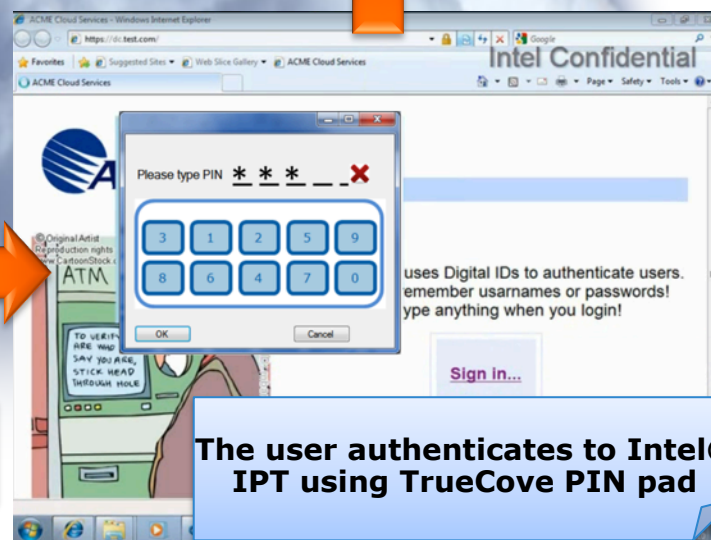 ACME Cloud Services - Windows Internet Explorer
https://dc.test.com/
Google
Intel Confidential
Favorites Suggested Sites Web Slice Gallery ACME Cloud Services
ACME Cloud Services
Page Safety Tools
A
Please type PIN * * * _ _
3 1 2 5 9
8 6 4 7 0
OK Cancel
© Original Artist
Reproduction rights
www.CartoonStock.c
ATM
TO VERIFY
ARE WHO
SAY YOU ARE,
STICK HEAD
THROUGH HOLE
uses Digital IDs to authenticate users.
remember usarnames or passwords!
ype anything when you login!
Sign in...
The user authenticates to Intel®
IPT using TrueCove PIN pad